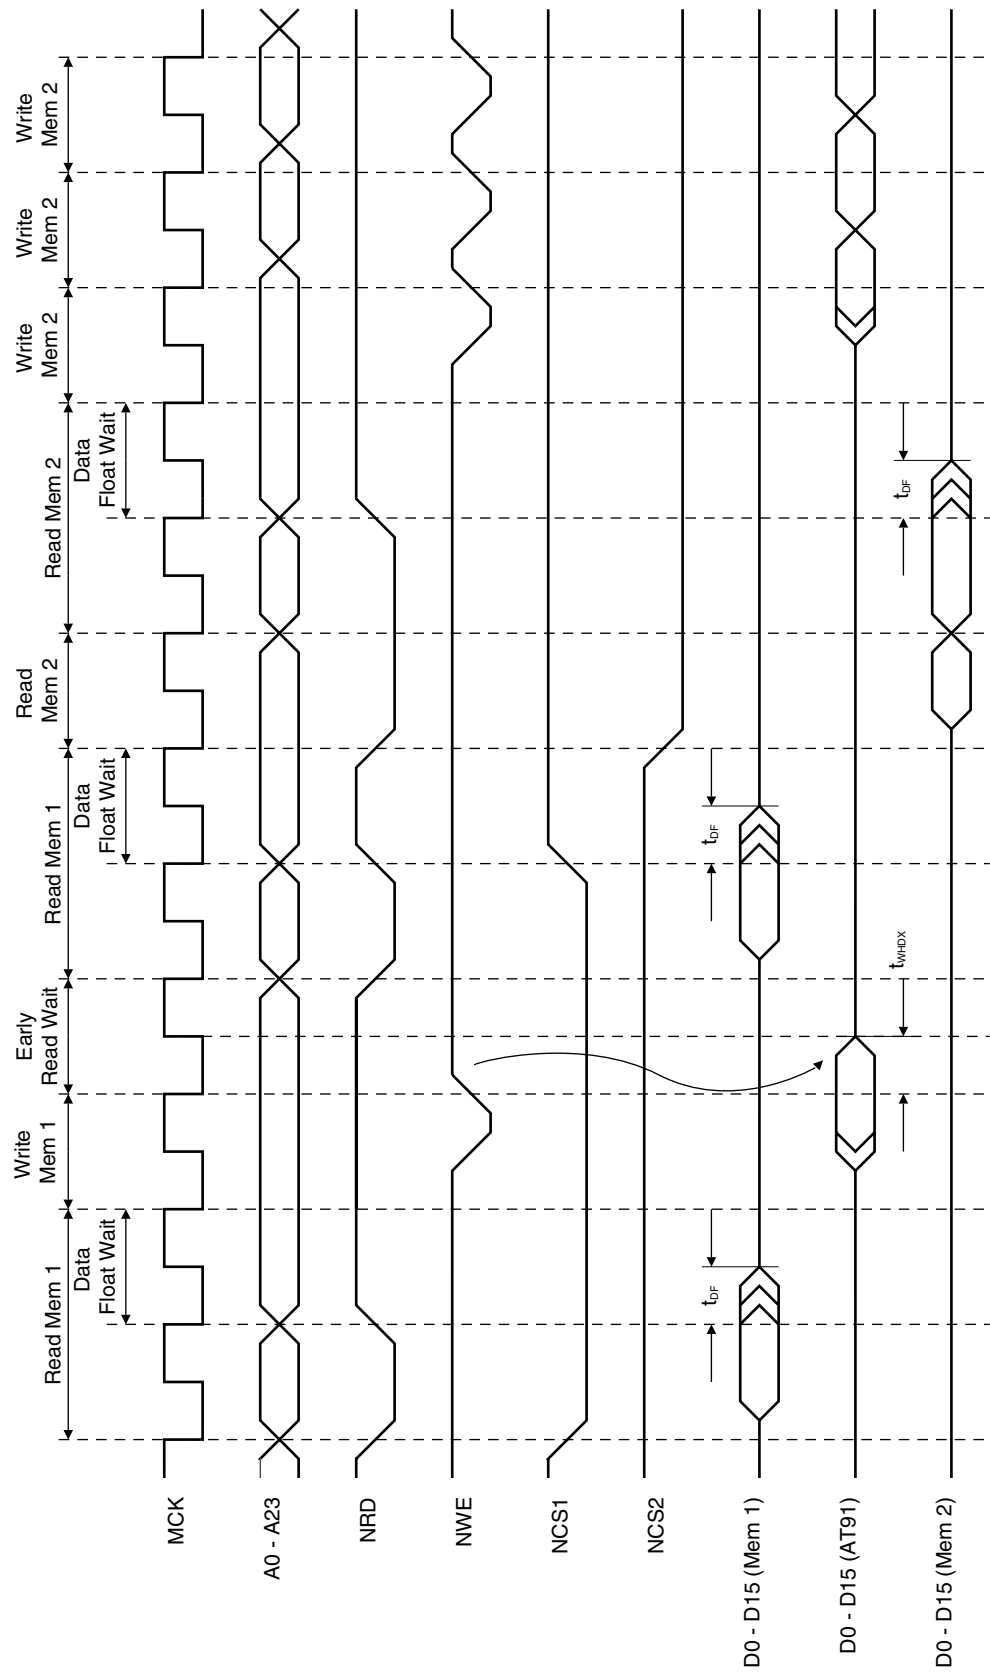 Read Mem 1
Data
Float Wait
Write
Mem 1
Early
Read Wait
Read Mem 1
Data
Float Wait
Read
Mem 2
Read Mem 2
Data
Float Wait
Write
Mem 2
Write
Mem 2
Write
Mem 2
MCK
A0 - A23
NRD
NWE
NCS1
NCS2
D0 - D15 (Mem 1)
tDF
tDF
D0 - D15 (AT91)
tWHDX
D0 - D15 (Mem 2)
tDF